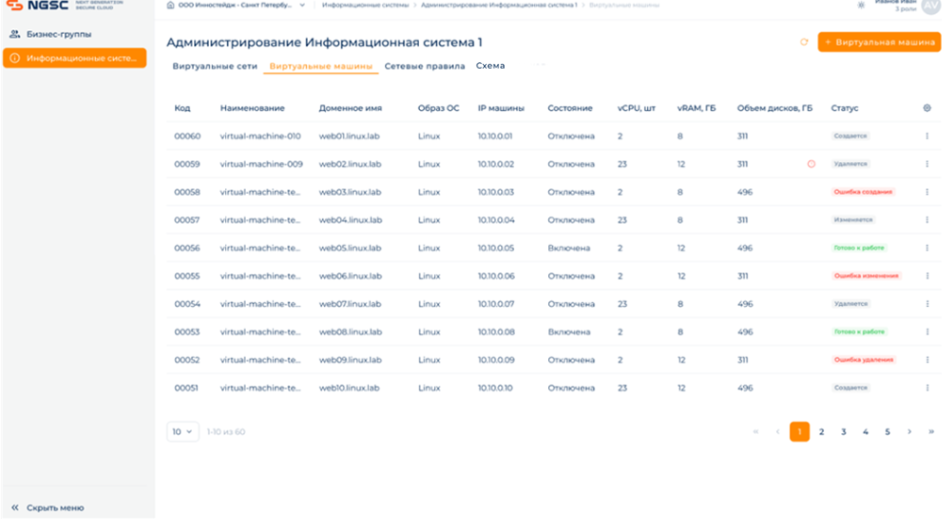 NGSC NEXT GENERATION SECURE CLOUD
ООО Инностейдж - Санкт Петербу... Информационные системы > Администрирование Информационная система 1 > Виртуальные машины
Иванов Иван
3 роли
AV
Бизнес-группы
Информационные систе...
Администрирование Информационная система 1
+ Виртуальная машина
Виртуальные сети Виртуальные машины Сетевые правила Схема
Код Наименование Доменное имя Образ ОС IP машины Состояние vCPU, шт vRAM, ГБ Объем дисков, ГБ Статус
00060 virtual-machine-010 web01.linux.lab Linux 10.10.0.01 Отключена 2 8 311 Создается
00059 virtual-machine-009 web02.linux.lab Linux 10.10.0.02 Отключена 23 12 311 Удаляется
00058 virtual-machine-te... web03.linux.lab Linux 10.10.0.03 Отключена 2 8 496 Ошибка создания
00057 virtual-machine-te... web04.linux.lab Linux 10.10.0.04 Отключена 23 8 311 Изменяется
00056 virtual-machine-te... web05.linux.lab Linux 10.10.0.05 Включена 2 12 496 Готово к работе
00055 virtual-machine-te... web06.linux.lab Linux 10.10.0.06 Отключена 2 12 311 Ошибка изменения
00054 virtual-machine-te... web07.linux.lab Linux 10.10.0.07 Отключена 23 8 496 Удаляется
00053 virtual-machine-te... web08.linux.lab Linux 10.10.0.08 Включена 2 8 496 Готово к работе
00052 virtual-machine-te... web09.linux.lab Linux 10.10.0.09 Отключена 2 12 311 Ошибка удаления
00051 virtual-machine-te... web10.linux.lab Linux 10.10.0.10 Отключена 23 12 496 Создается
10 1-10 из 60 « < 1 2 3 4 5 > »
« Скрыть меню